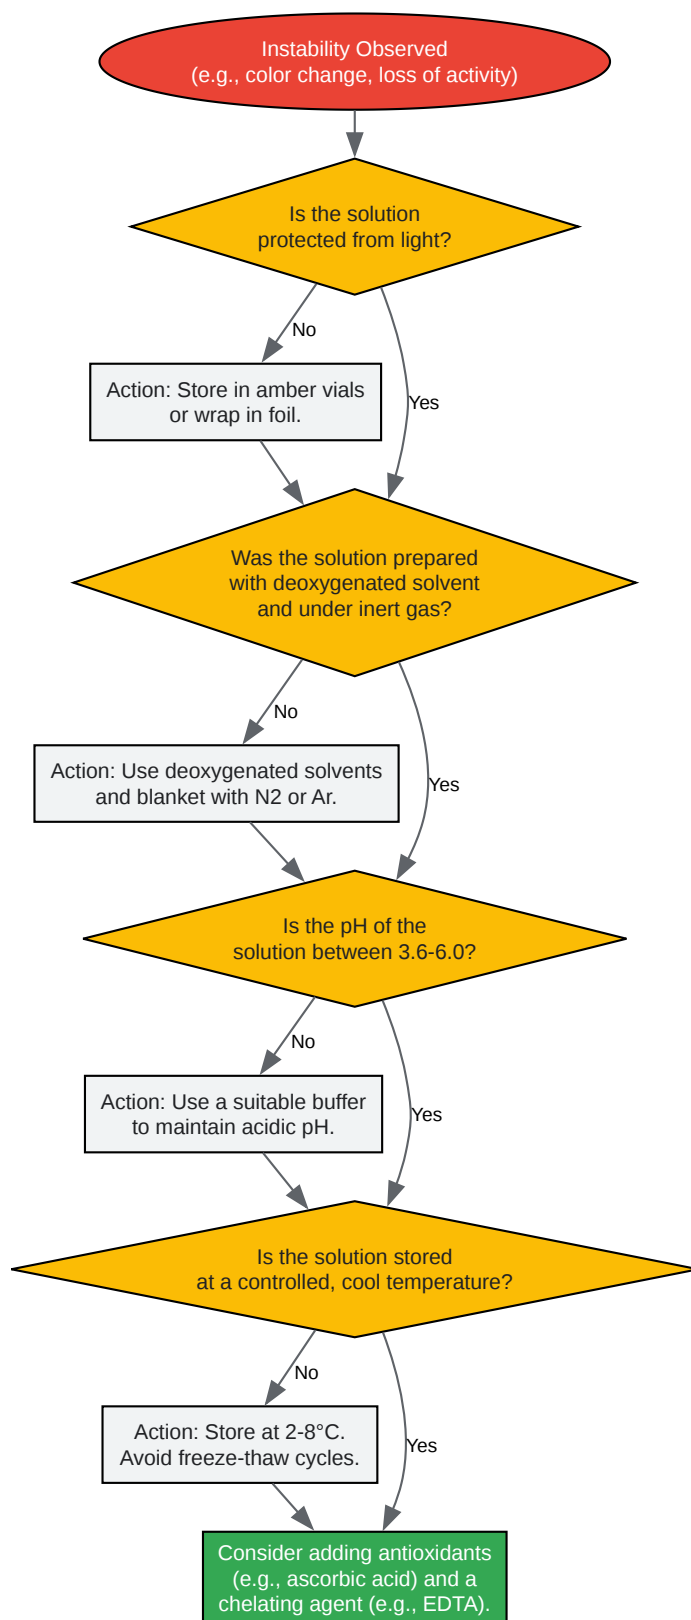 Instability Observed
(e.g., color change, loss of activity)
Is the solution
protected from light?
No
Action: Store in amber vials
or wrap in foil.
Yes
Was the solution prepared
with deoxygenated solvent
and under inert gas?
No
Action: Use deoxygenated solvents
and blanket with N2 or Ar.
Yes
Is the pH of the
solution between 3.6-6.0?
No
Action: Use a suitable buffer
to maintain acidic pH.
Yes
Is the solution stored
at a controlled, cool temperature?
No
Action: Store at 2-8°C.
Avoid freeze-thaw cycles.
Yes
Consider adding antioxidants
(e.g., ascorbic acid) and a
chelating agent (e.g., EDTA).